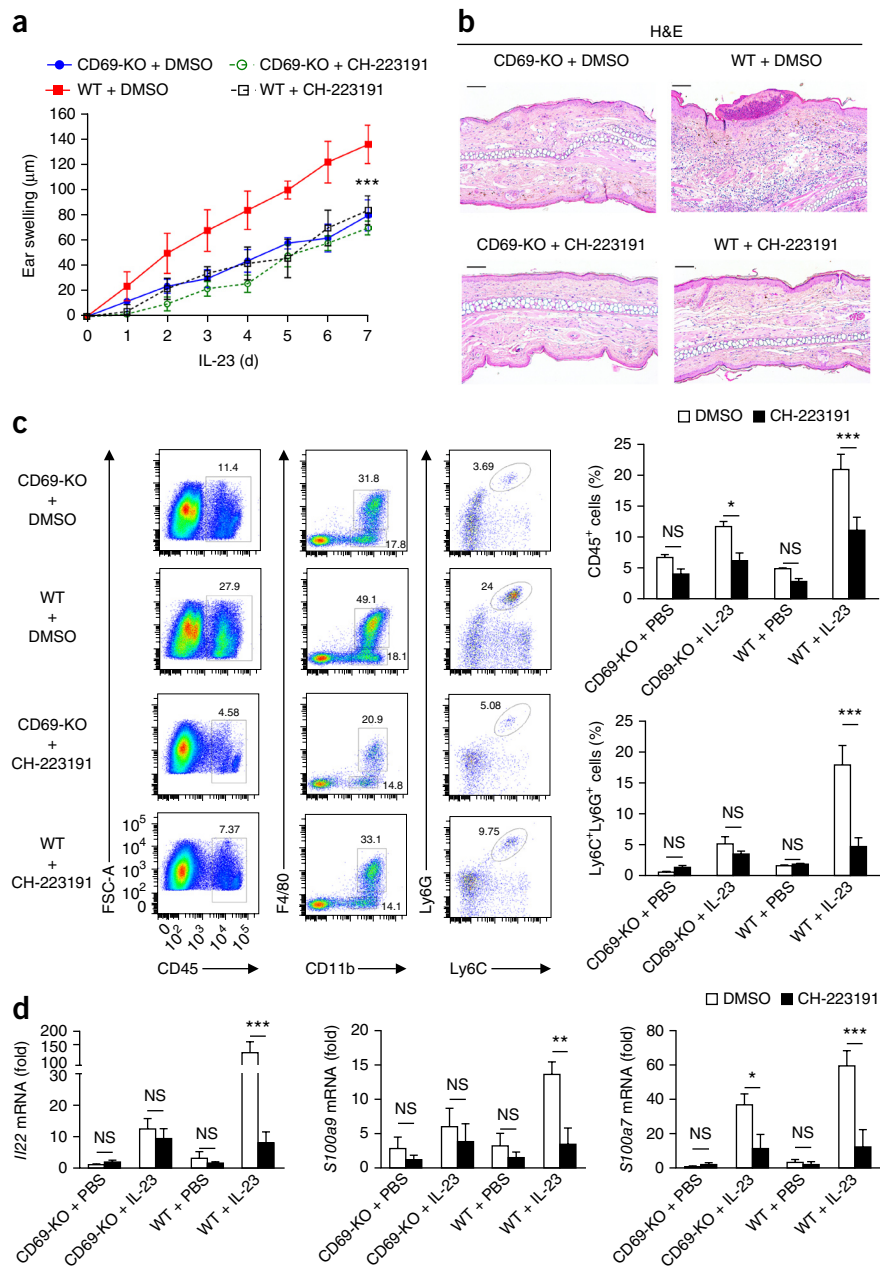 a
CD69-KO + DMSO
CD69-KO + CH-223191
WT + DMSO
WT + CH-223191
160
140
120
100
80
60
40
20
0
Ear swelling (µm)
***
0 1 2 3 4 5 6 7
IL-23 (d)
b
H&E
CD69-KO + DMSO
WT + DMSO
CD69-KO + CH-223191
WT + CH-223191
c
CD69-KO
+
DMSO
11.4
31.8
17.8
3.69
WT
+
DMSO
27.9
49.1
18.1
24
CD69-KO
+
CH-223191
4.58
20.9
14.8
5.08
WT
+
CH-223191
7.37
33.1
14.1
9.75
10⁵
10⁴
10³
10²
0
FSC-A
F4/80
Ly6G
0 10² 10³ 10⁴ 10⁵
CD45
CD11b
Ly6C
DMSO
CH-223191
25
20
15
10
5
0
CD45⁺ cells (%)
NS
*
NS
***
CD69-KO + PBS
CD69-KO + IL-23
WT + PBS
WT + IL-23
25
20
15
10
5
0
Ly6C⁺Ly6G⁺ cells (%)
NS
NS
NS
***
CD69-KO + PBS
CD69-KO + IL-23
WT + PBS
WT + IL-23
d
DMSO
CH-223191
200
150
100
30
20
10
0
Il22 mRNA (fold)
NS
NS
NS
***
CD69-KO + PBS
CD69-KO + IL-23
WT + PBS
WT + IL-23
20
15
10
5
0
S100a9 mRNA (fold)
NS
NS
NS
**
CD69-KO + PBS
CD69-KO + IL-23
WT + PBS
WT + IL-23
80
60
40
20
0
S100a7 mRNA (fold)
NS
*
NS
***
CD69-KO + PBS
CD69-KO + IL-23
WT + PBS
WT + IL-23